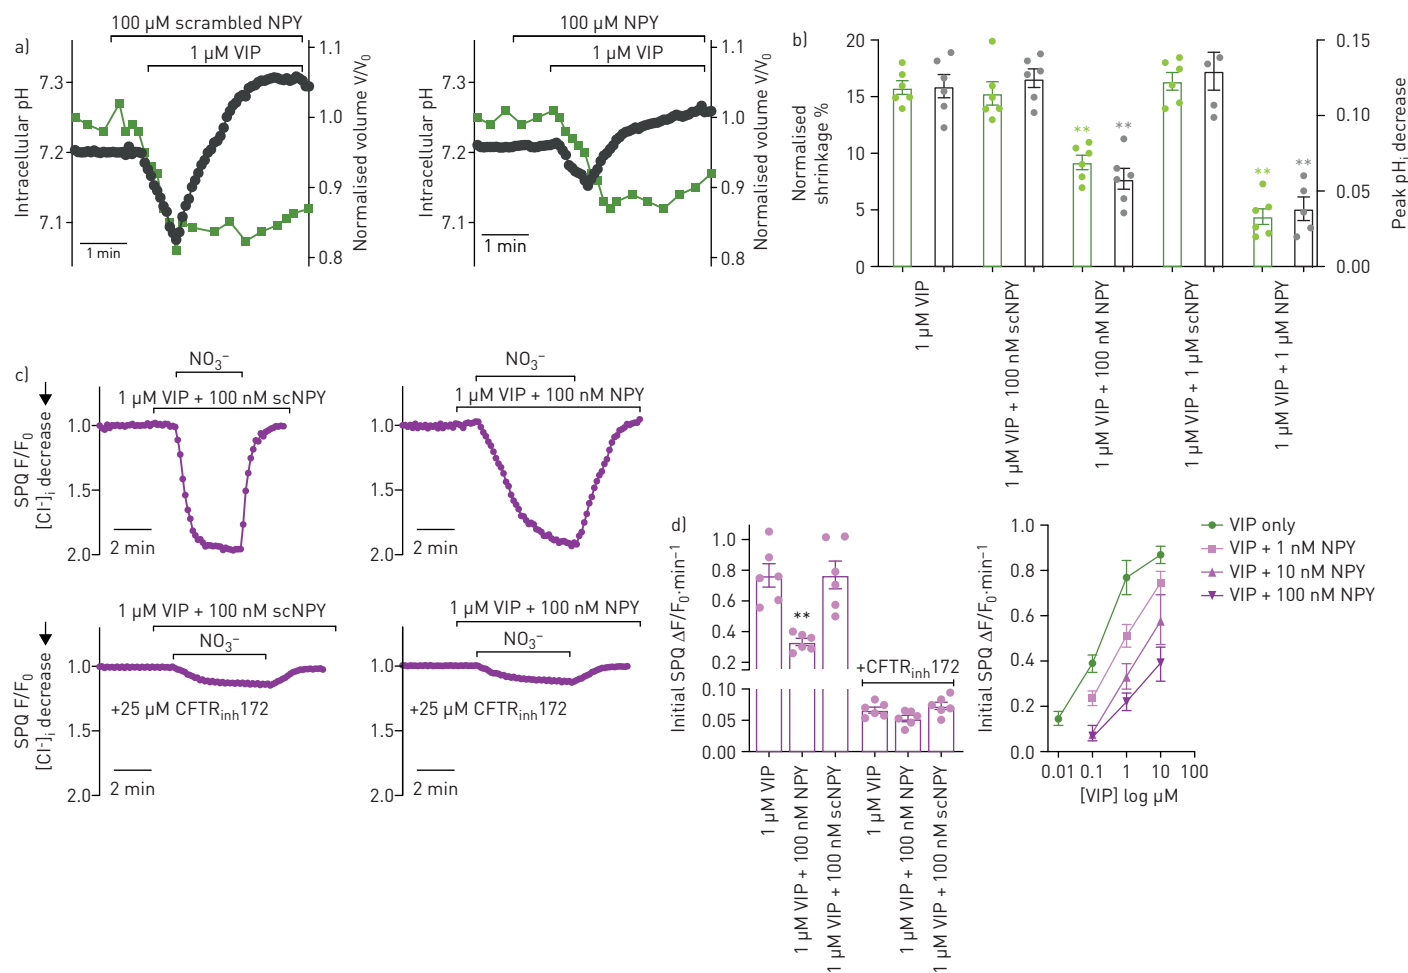 a)
100 µM scrambled NPY
1 µM VIP
Intracellular pH
7.3
7.2
7.1
1 min
1.1
1.0
0.9
0.8
Normalised volume V/V₀
100 µM NPY
1 µM VIP
Intracellular pH
7.3
7.2
7.1
1 min
1.1
1.0
0.9
0.8
Normalised volume V/V₀
b)
Normalised
shrinkage %
20
15
10
5
0
**
**
**
**
0.15
0.10
0.05
0.00
Peak pHᵢ decrease
1 µM VIP
1 µM VIP + 100 nM scNPY
1 µM VIP + 100 nM NPY
1 µM VIP + 1 µM scNPY
1 µM VIP + 1 µM NPY
c)
NO₃⁻
1 µM VIP + 100 nM scNPY
SPQ F/F₀
[Cl-]ᵢ decrease
1.0
1.5
2.0
2 min
NO₃⁻
1 µM VIP + 100 nM NPY
1.0
1.5
2.0
2 min
1 µM VIP + 100 nM scNPY
NO₃⁻
SPQ F/F₀
[Cl-]ᵢ decrease
1.0
1.5
2.0
+25 µM CFTRinh172
2 min
1 µM VIP + 100 nM NPY
NO₃⁻
1.0
1.5
2.0
+25 µM CFTRinh172
2 min
d)
Initial SPQ ΔF/F₀·min⁻¹
1.0
0.8
0.6
0.4
0.2
0.10
0.05
0.00
**
+CFTRinh172
1 µM VIP
1 µM VIP + 100 nM NPY
1 µM VIP + 100 nM scNPY
1 µM VIP
1 µM VIP + 100 nM NPY
1 µM VIP + 100 nM scNPY
Initial SPQ ΔF/F₀·min⁻¹
1.0
0.8
0.6
0.4
0.2
0.0
0.01
0.1
1
10
100
[VIP] log µM
VIP only
VIP + 1 nM NPY
VIP + 10 nM NPY
VIP + 100 nM NPY